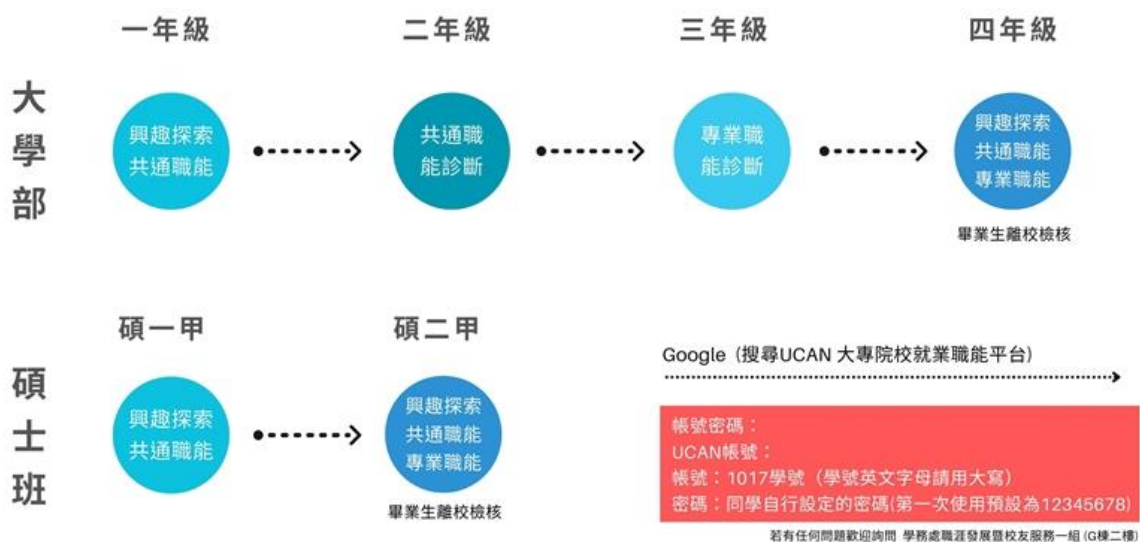 一年級
二年級
三年級
四年級
大學部
興趣探索
共通職能
共通職
能診斷
專業職
能診斷
興趣探索
共通職能
專業職能
畢業生離校檢核
碩一甲
碩二甲
碩士班
興趣探索
共通職能
興趣探索
共通職能
專業職能
畢業生離校檢核
Google (搜尋UCAN 大專院校就業職能平台)
帳號密碼：
UCAN帳號：
帳號：1017學號（學號英文字母請用大寫）
密碼：同學自行設定的密碼(第一次使用預設為12345678)
若有任何問題歡迎詢問 學務處職涯發展暨校友服務一組 (G棟二樓)